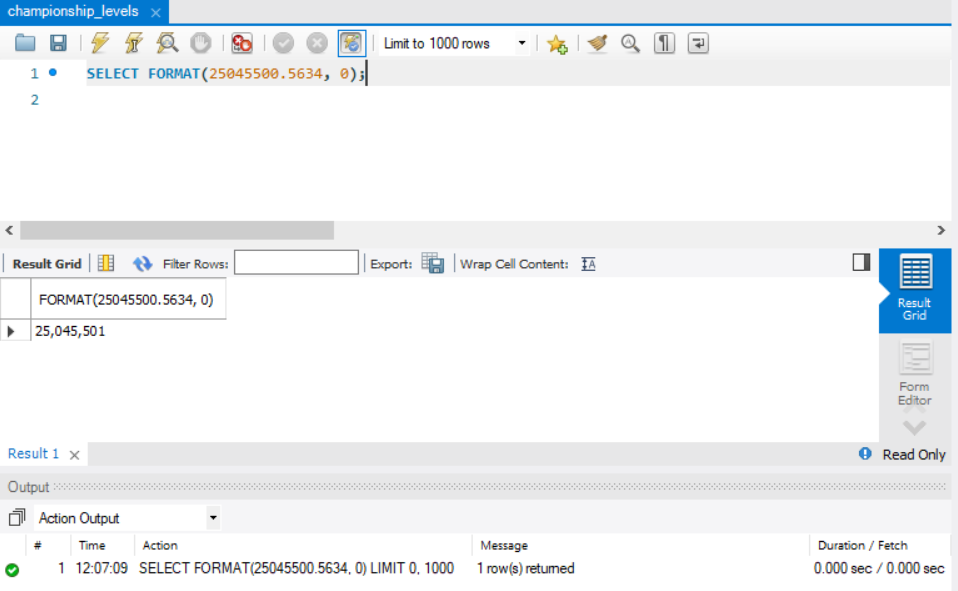 championship_levels
Limit to 1000 rows
1 SELECT FORMAT(25045500.5634, 0);
2
Result Grid Filter Rows: Export: Wrap Cell Content: IA
FORMAT(25045500.5634, 0)
25,045,501
Result
Grid
Form
Editor
Result 1 Read Only
Output
Action Output
# Time Action Message Duration / Fetch
1 12:07:09 SELECT FORMAT(25045500.5634, 0) LIMIT 0, 1000 1 row(s) returned 0.000 sec / 0.000 sec